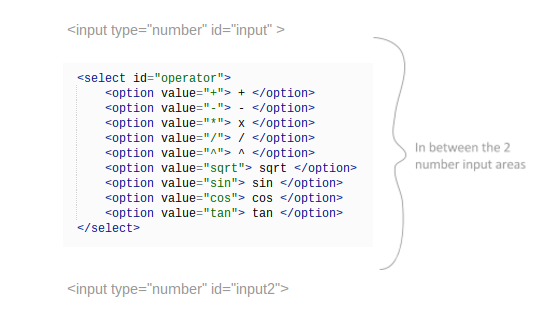 <input type="number" id="input" >
<select id="operator">
<option value="+"> + </option>
<option value="-"> - </option>
<option value="*"> x </option>
<option value="/"> / </option>
<option value="^"> ^ </option>
<option value="sqrt"> sqrt </option>
<option value="sin"> sin </option>
<option value="cos"> cos </option>
<option value="tan"> tan </option>
</select>
In between the 2
number input areas
<input type="number" id="input2">